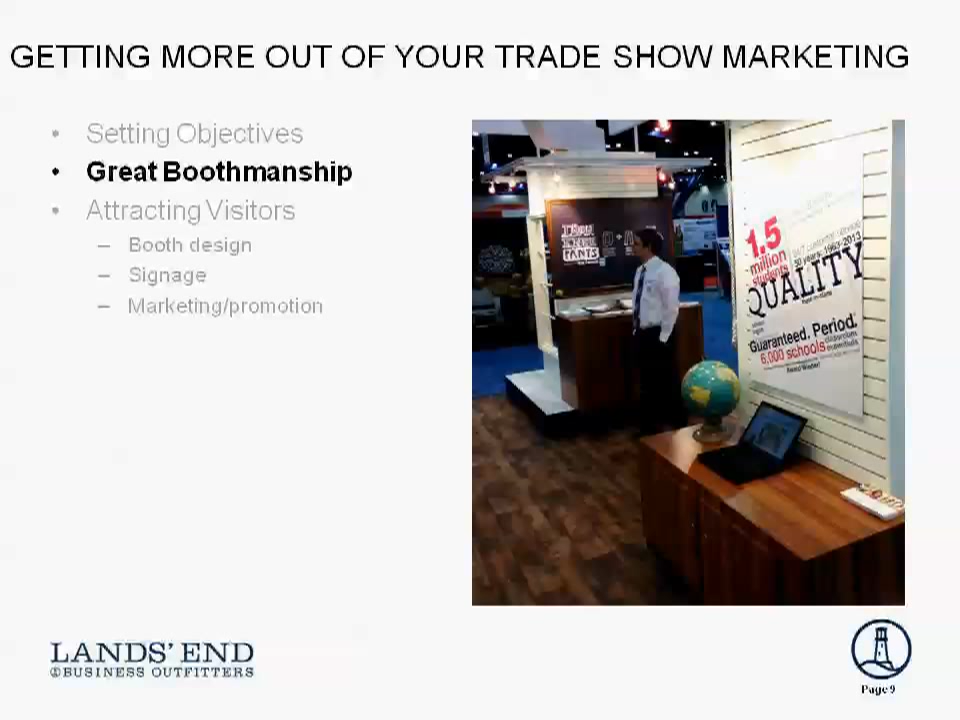 GETTING MORE OUT OF YOUR TRADE SHOW MARKETING
• Setting Objectives
• Great Boothmanship
• Attracting Visitors
– Booth design
– Signage
– Marketing/promotion
1.5
million
students
24/7 CUSTOMER SERVICE
50 years: 1963-2013
QUALITY
Guaranteed. Period.
6,000 schools
PANTS
LANDS' END
BUSINESS OUTFITTERS
Page 9